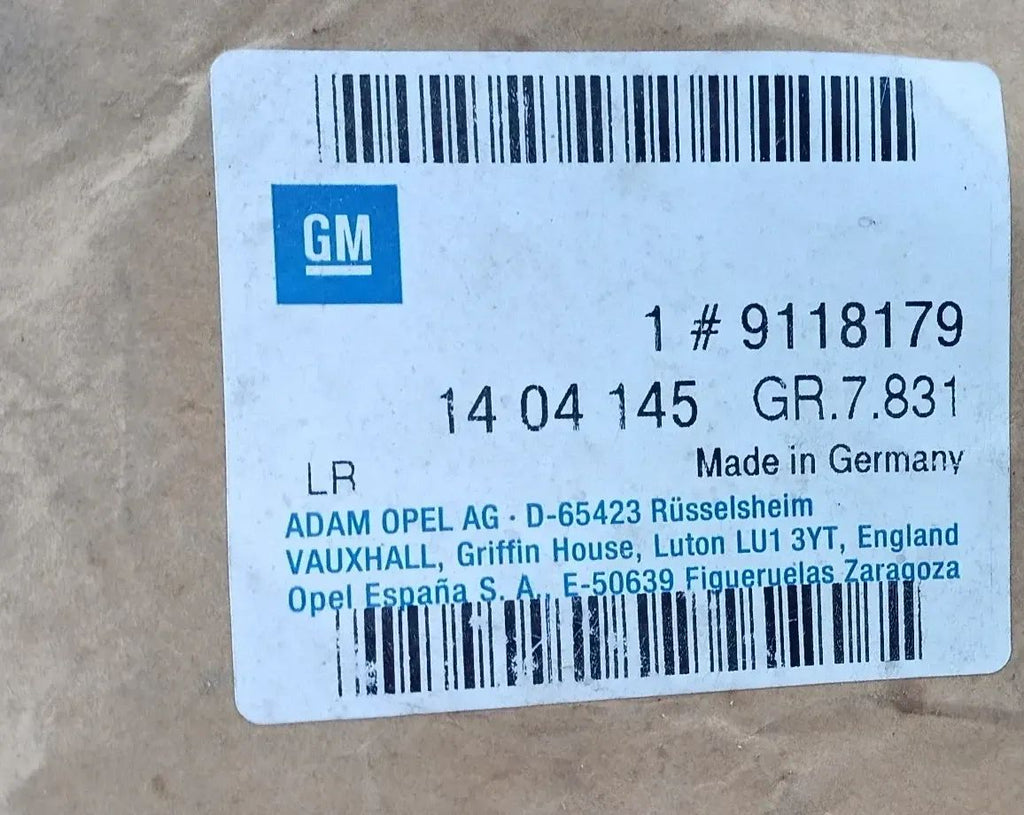 GM
1 # 9118179
14 04 145 GR.7.831
LR Made in Germany
ADAM OPEL AG · D-65423 Rüsselsheim
VAUXHALL, Griffin House, Luton LU1 3YT, England
Opel España S. A., E-50639 Figueruelas Zaragoza